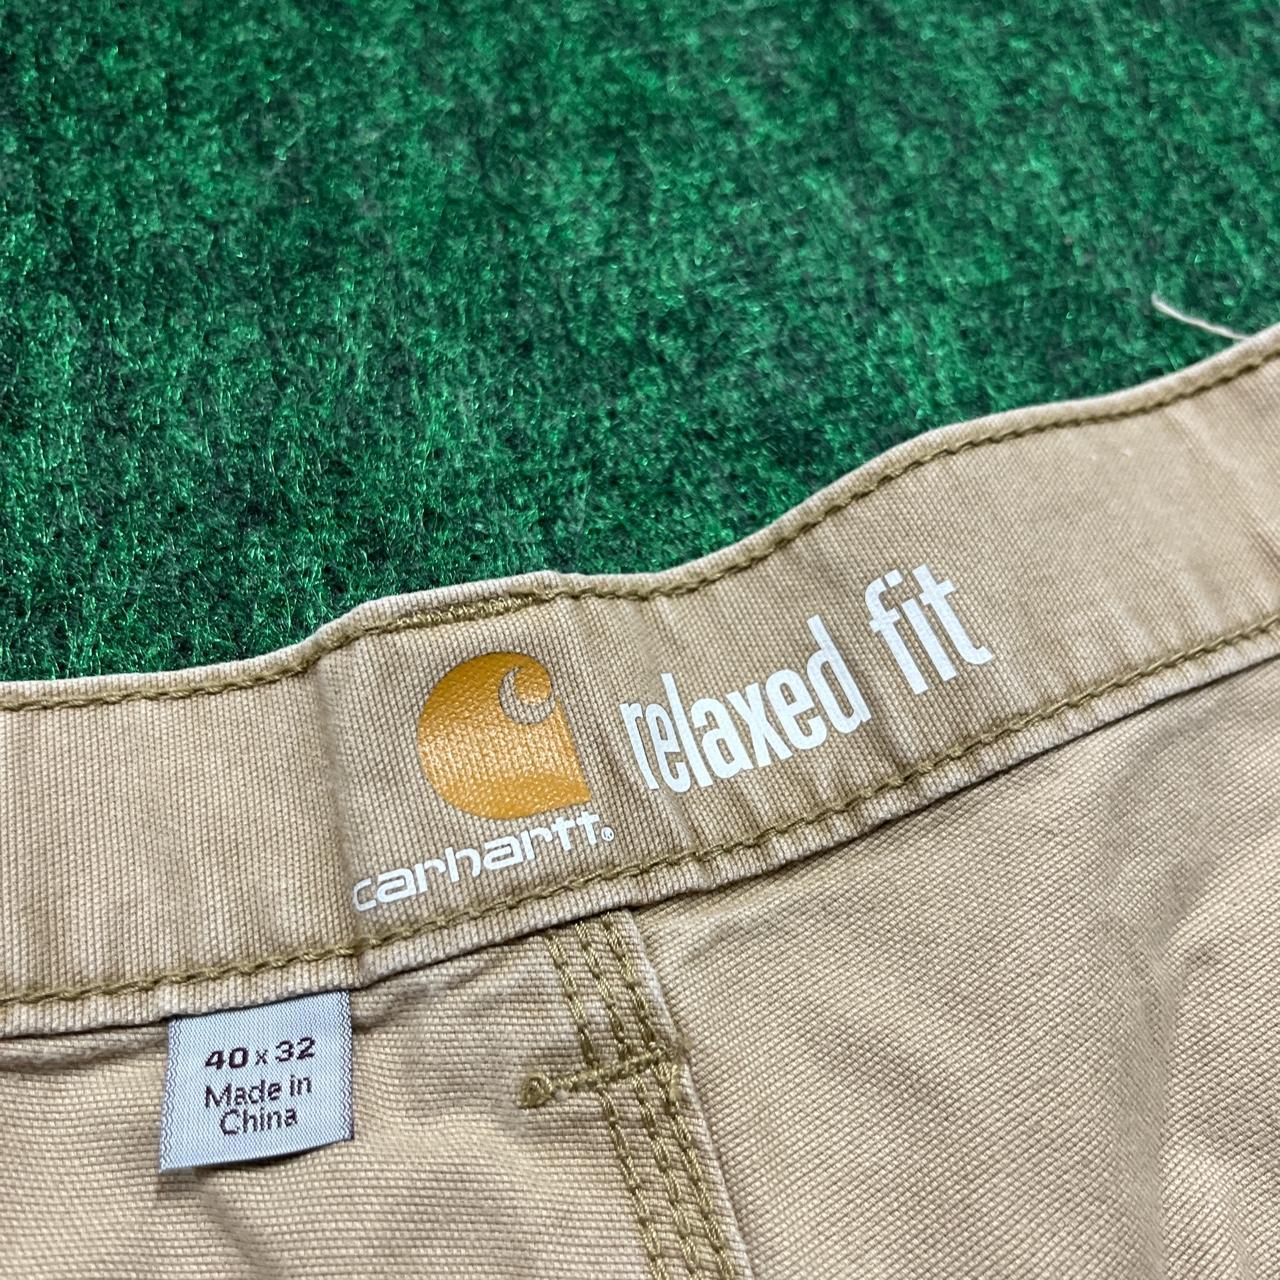 relaxed fit
carhartt®
40 x 32
Made in
China